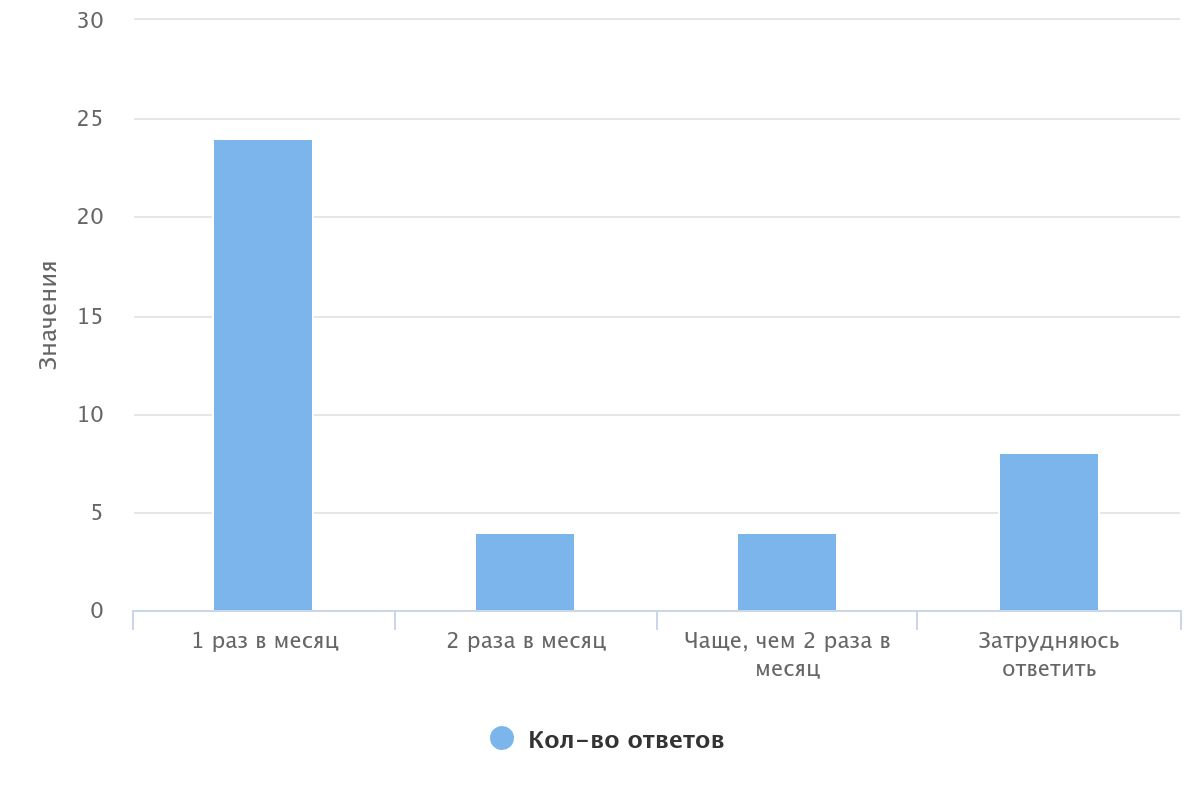 30
25
20
15
10
5
0
Значения
1 раз в месяц
2 раза в месяц
Чаще, чем 2 раза в
месяц
Затрудняюсь
ответить
Кол-во ответов